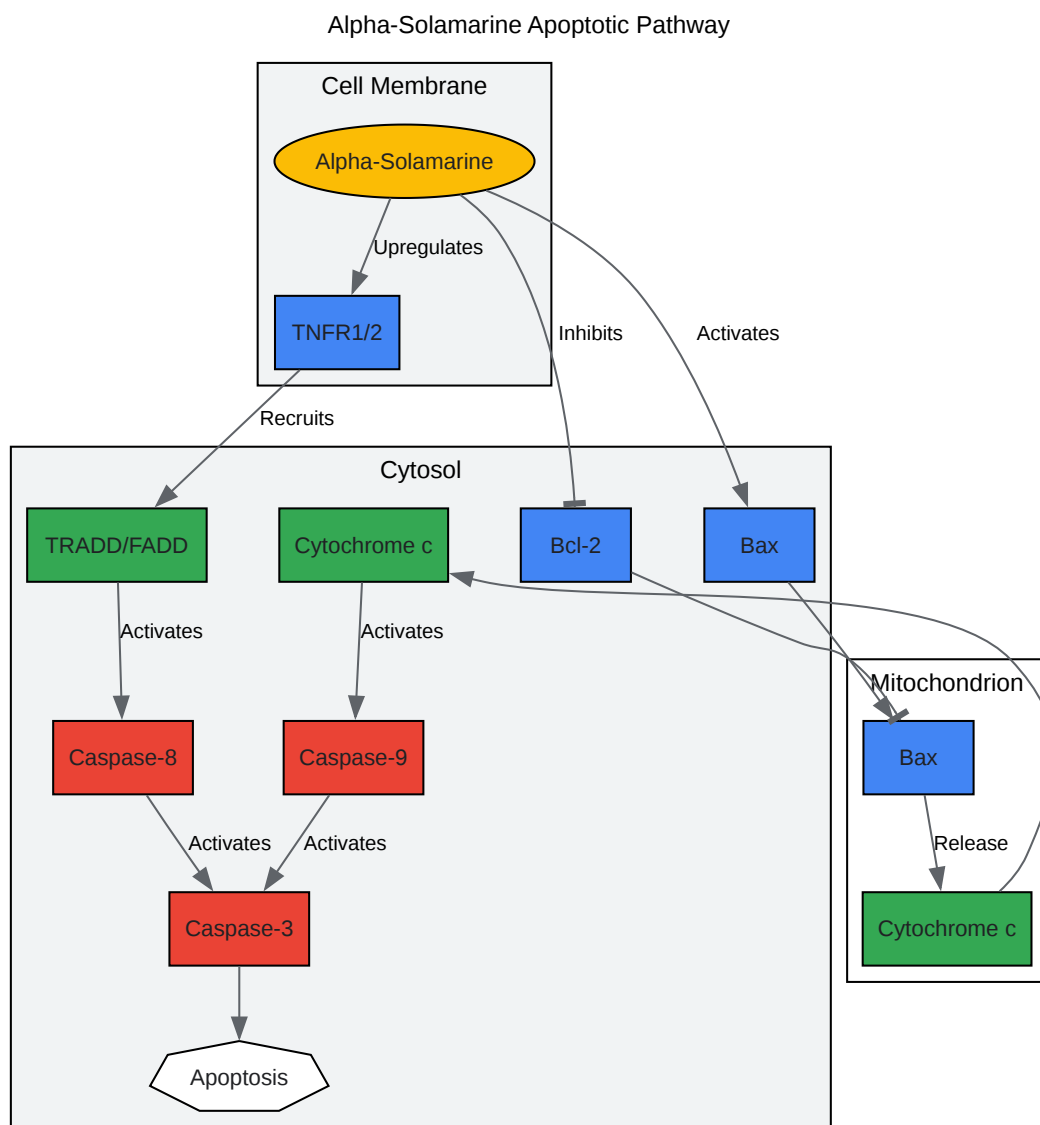 Alpha-Solamarine Apoptotic Pathway
Cell Membrane
Alpha-Solamarine
Upregulates
TNFR1/2
Inhibits
Activates
Recruits
Cytosol
TRADD/FADD
Cytochrome c
Bcl-2
Bax
Activates
Activates
Mitochondrion
Caspase-8
Caspase-9
Bax
Activates
Activates
Release
Caspase-3
Cytochrome c
Apoptosis